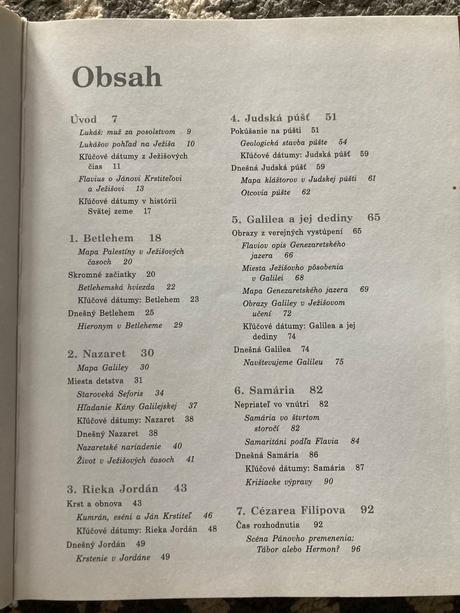 Obsah
Úvod 7
Lukáš: muž za posolstvom 9
Lukášov pohľad na Ježiša 10
Kľúčové dátumy z Ježišových
čias 11
Flavius o Jánovi Krstiteľovi
a Ježišovi 13
Kľúčové dátumy v histórii
Svätej zeme 17
1. Betlehem 18
Mapa Palestíny v Ježišových
časoch 20
Skromné začiatky 20
Betlehemská hviezda 22
Kľúčové dátumy: Betlehem 23
Dnešný Betlehem 25
Hieronym v Betleheme 29
2. Nazaret 30
Mapa Galiley 30
Miesta detstva 31
Staroveká Seforis 34
Hľadanie Kány Galilejskej 37
Kľúčové dátumy: Nazaret 38
Dnešný Nazaret 38
Nazaretské nariadenie 40
Život v Ježišových časoch 41
3. Rieka Jordán 43
Krst a obnova 43
Kumrán, eséni a Ján Krstiteľ 46
Kľúčové dátumy: Rieka Jordán 48
Dnešný Jordán 49
Krstenie v Jordáne 49
4. Judská púšť 51
Pokúšanie na púšti 51
Geologická stavba púšte 54
Kľúčové dátumy: Judská púšť 59
Dnešná Judská púšť 59
Mapa kláštorov v Judskej púšti 61
Otcovia púšte 62
5. Galilea a jej dediny 65
Obrazy z verejných vystúpení 65
Flaviov opis Genezaretského
jazera 66
Miesta Ježišovho pôsobenia
v Galilei 68
Mapa Genezaretského jazera 69
Obrazy Galiley v Ježišovom
učení 72
Kľúčové dátumy: Galilea a jej
dediny 74
Dnešná Galilea 74
Navštevujeme Galileu 75
6. Samária 82
Nepriateľ vo vnútri 82
Samária vo štvrtom
storočí 82
Samaritáni podľa Flavia 84
Dnešná Samária 86
Kľúčové dátumy: Samária 87
Križiacke výpravy 90
7. Cézarea Filipova 92
Čas rozhodnutia 92
Scéna Pánovho premenenia:
Tábor alebo Hermon? 96